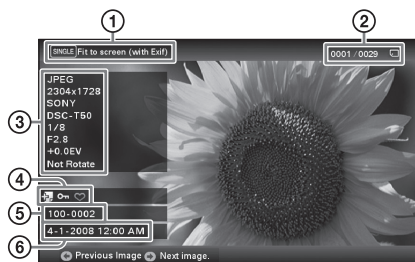 ①
②
SINGLE Fit to screen (with Exif)
0001/0029
③
JPEG
2304x1728
SONY
DSC-T50
1/8
F2.8
+0.0EV
Not Rotate
④
⑤
100-0002
⑥
4-1-2008 12:00 AM
Previous Image Next image.